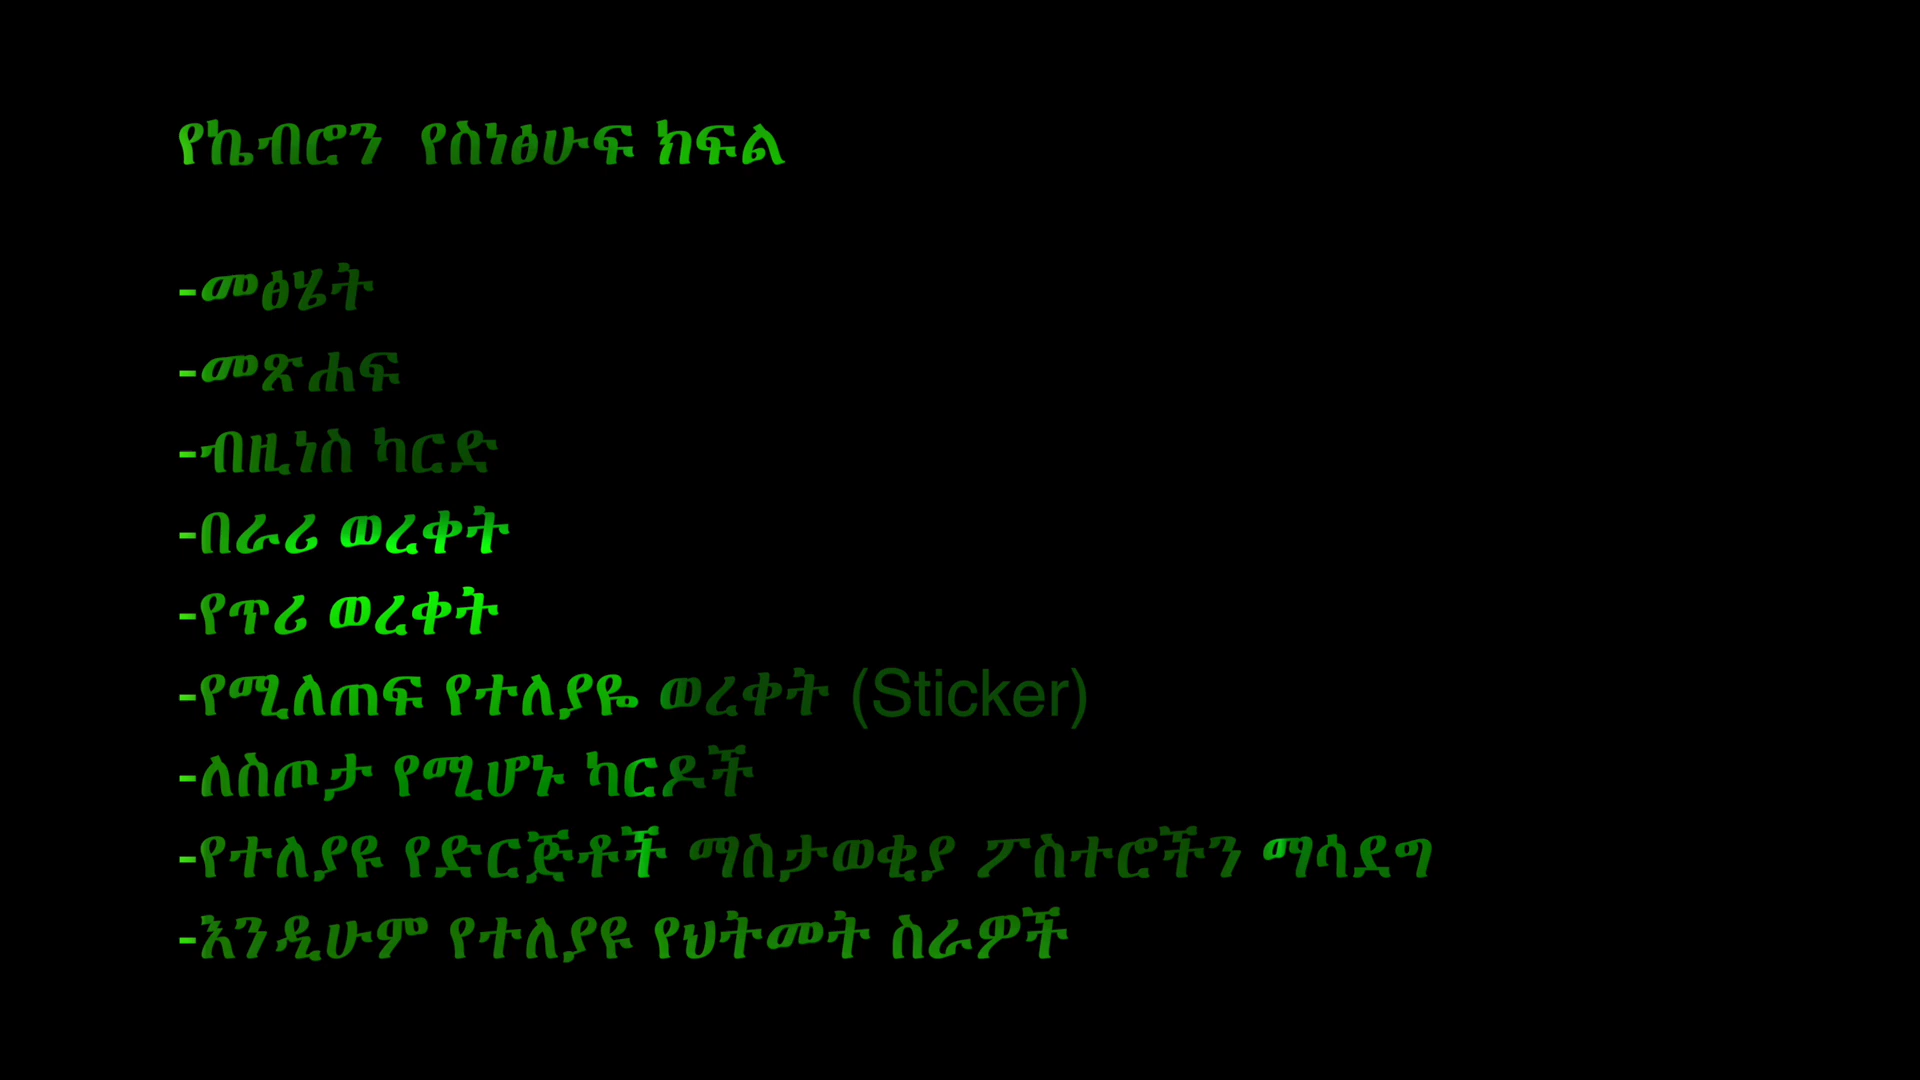 የኬብሮን የስነፅሁፍ ክፍል
-መፅሄት
-መጽሐፍ
-ብዚነስ ካርድ
-በራሪ ወረቀት
-የጥሪ ወረቀት
-የሚለጠፍ የተለያዬ ወረቀት (Sticker)
-ለስጦታ የሚሆኑ ካርዶች
-የተለያዩ የድርጅቶች ማስታወቂያ ፖስተሮችን ማሳደግ
-እንዲሁም የተለያዩ የህትመት ስራዎች